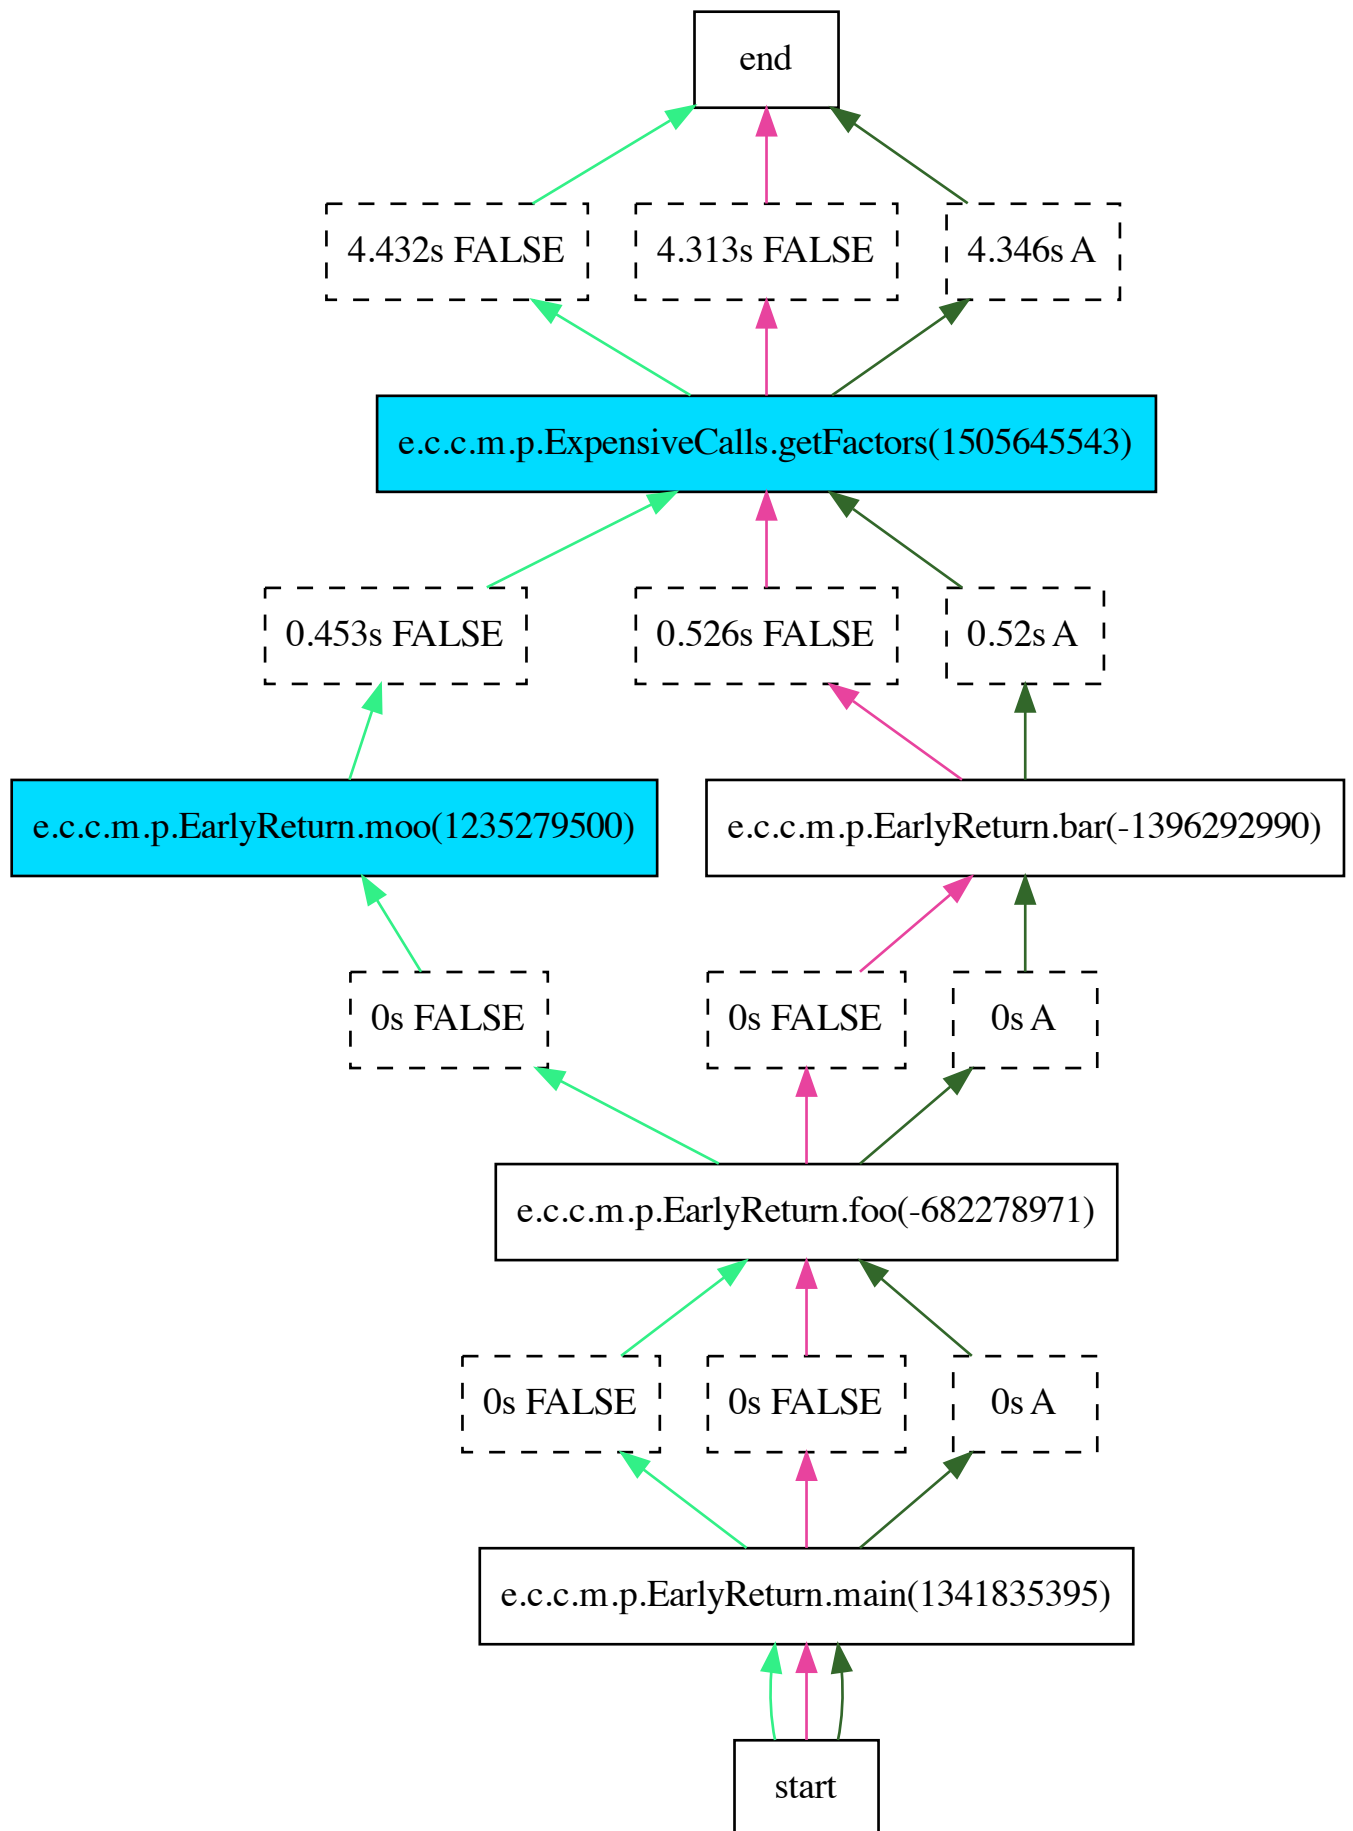 end
4.432s FALSE
4.313s FALSE
4.346s A
e.c.c.m.p.ExpensiveCalls.getFactors(1505645543)
0.453s FALSE
0.526s FALSE
0.52s A
e.c.c.m.p.EarlyReturn.moo(1235279500)
e.c.c.m.p.EarlyReturn.bar(-1396292990)
0s FALSE
0s FALSE
0s A
e.c.c.m.p.EarlyReturn.foo(-682278971)
0s FALSE
0s FALSE
0s A
e.c.c.m.p.EarlyReturn.main(1341835395)
start